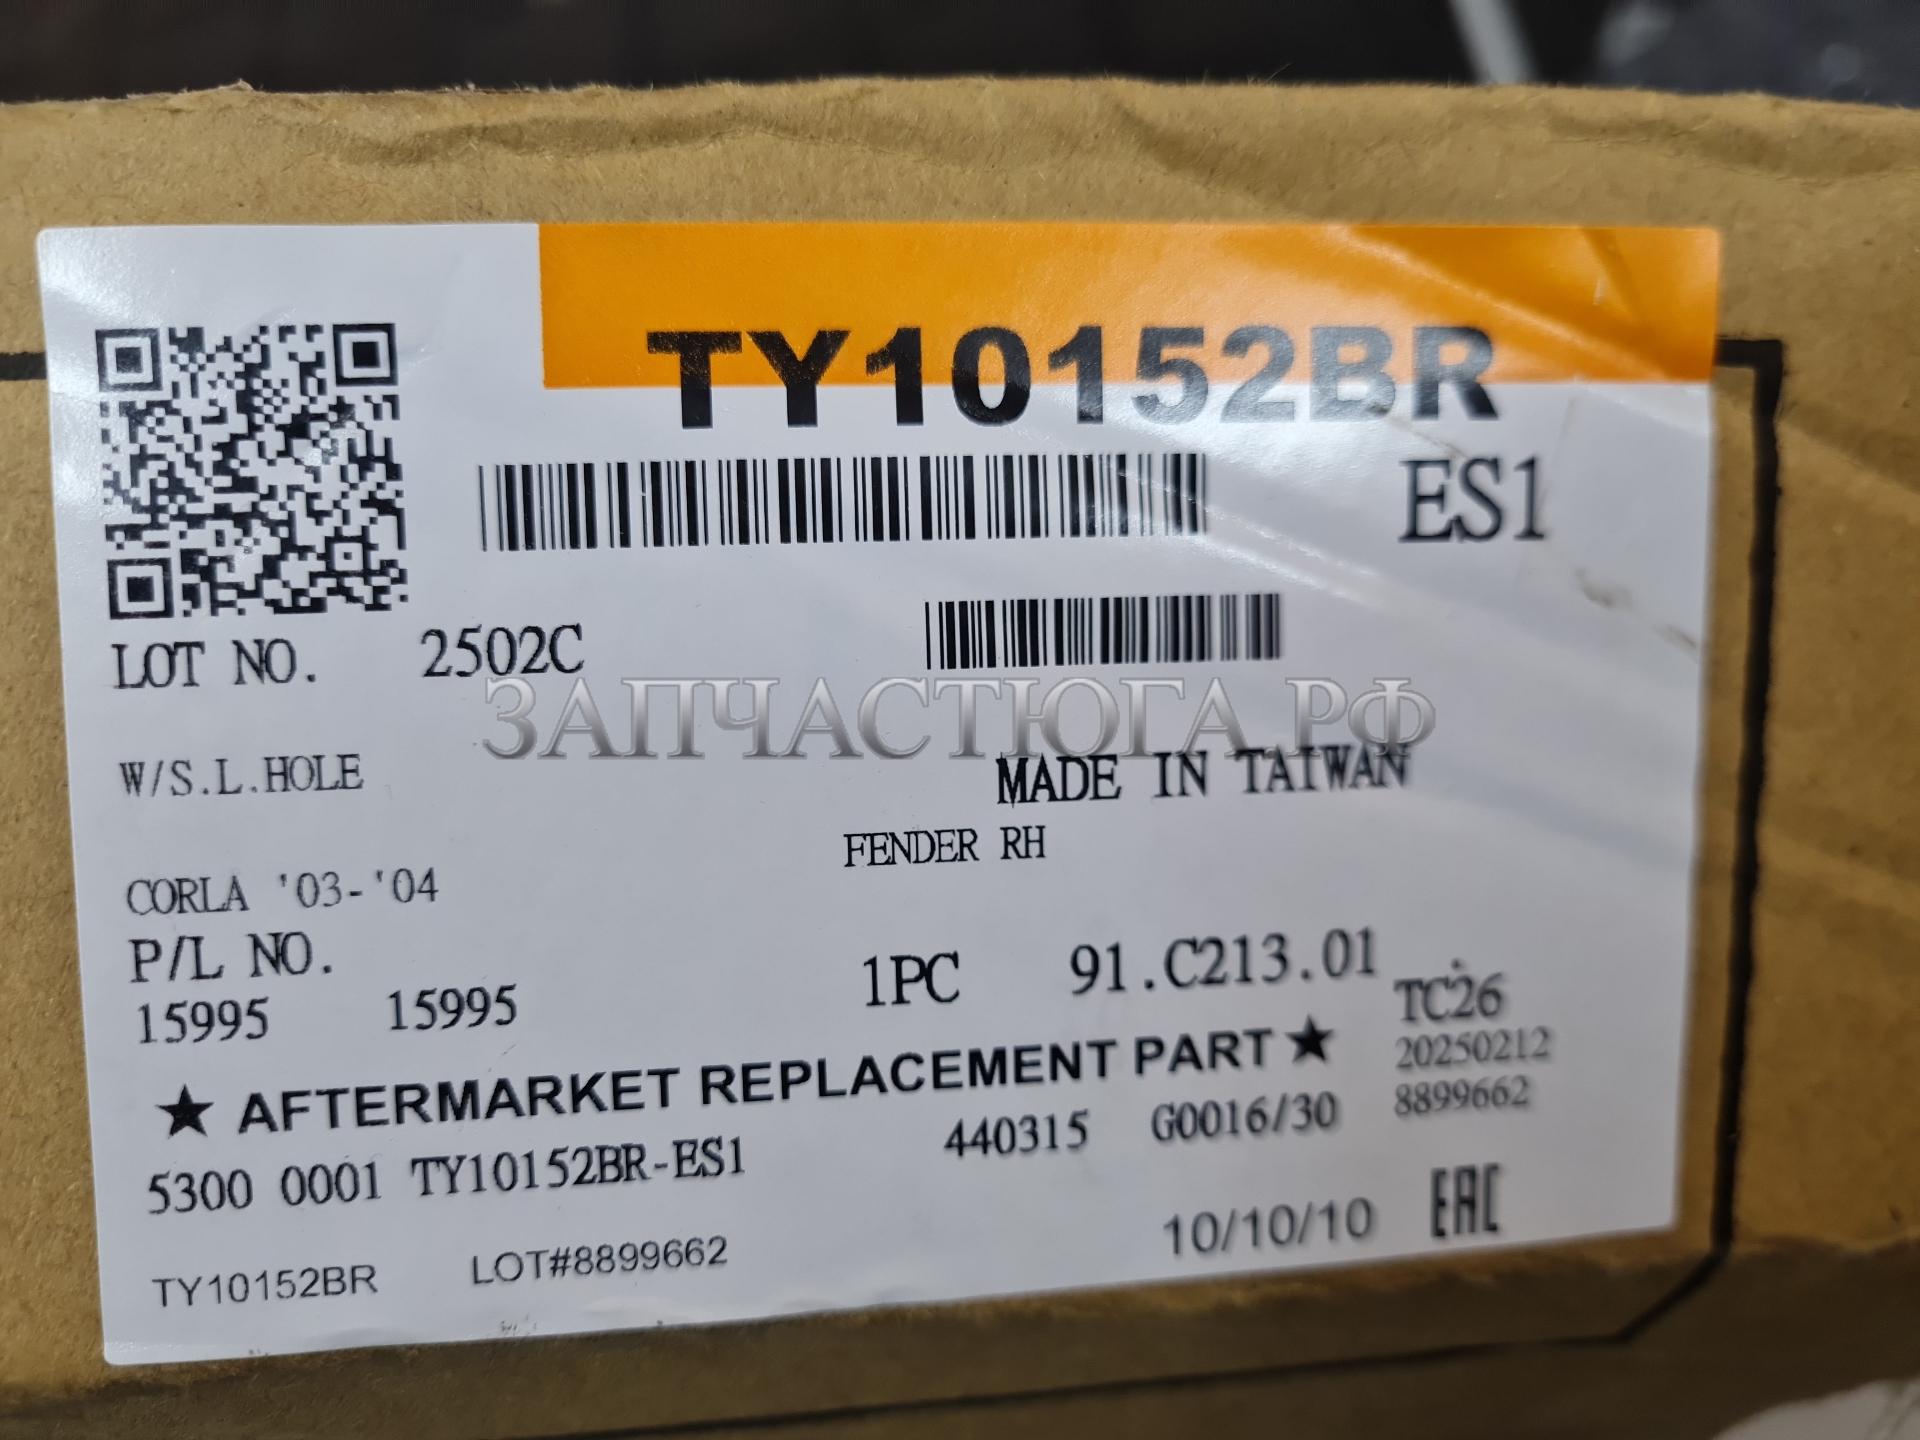 TY10152BR
ES1
LOT NO. 2502C
ЗАПЧАСТЮГА.РФ
W/S.L.HOLE
MADE IN TAIWAN
FENDER RH
CORLA '03-'04
P/L NO.
1PC 91.C213.01
15995 15995
TC26
20250212
★ AFTERMARKET REPLACEMENT PART ★
8899662
5300 0001 TY10152BR-ES1 440315 G0016/30
10/10/10 EAC
TY10152BR LOT#8899662